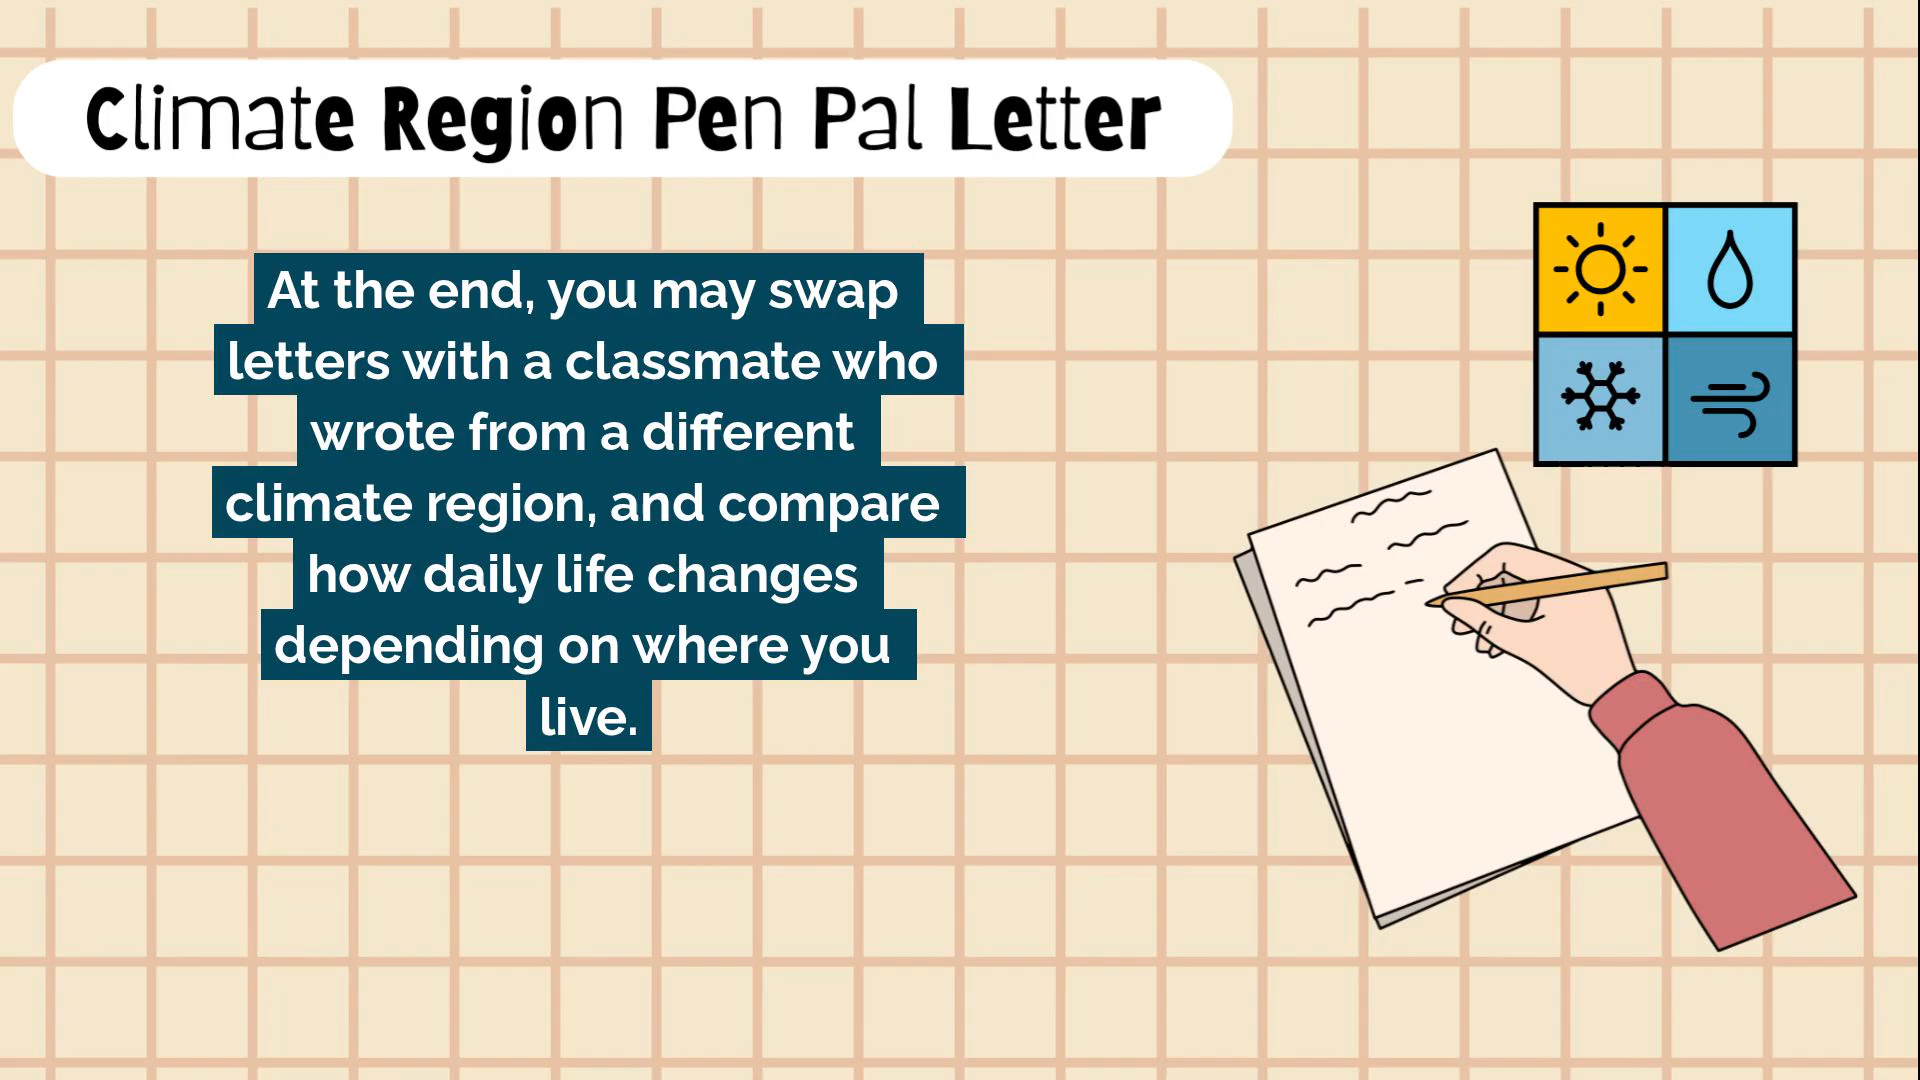 Climate Region Pen Pal Letter
At the end, you may swap
letters with a classmate who
wrote from a different
climate region, and compare
how daily life changes
depending on where you
live.